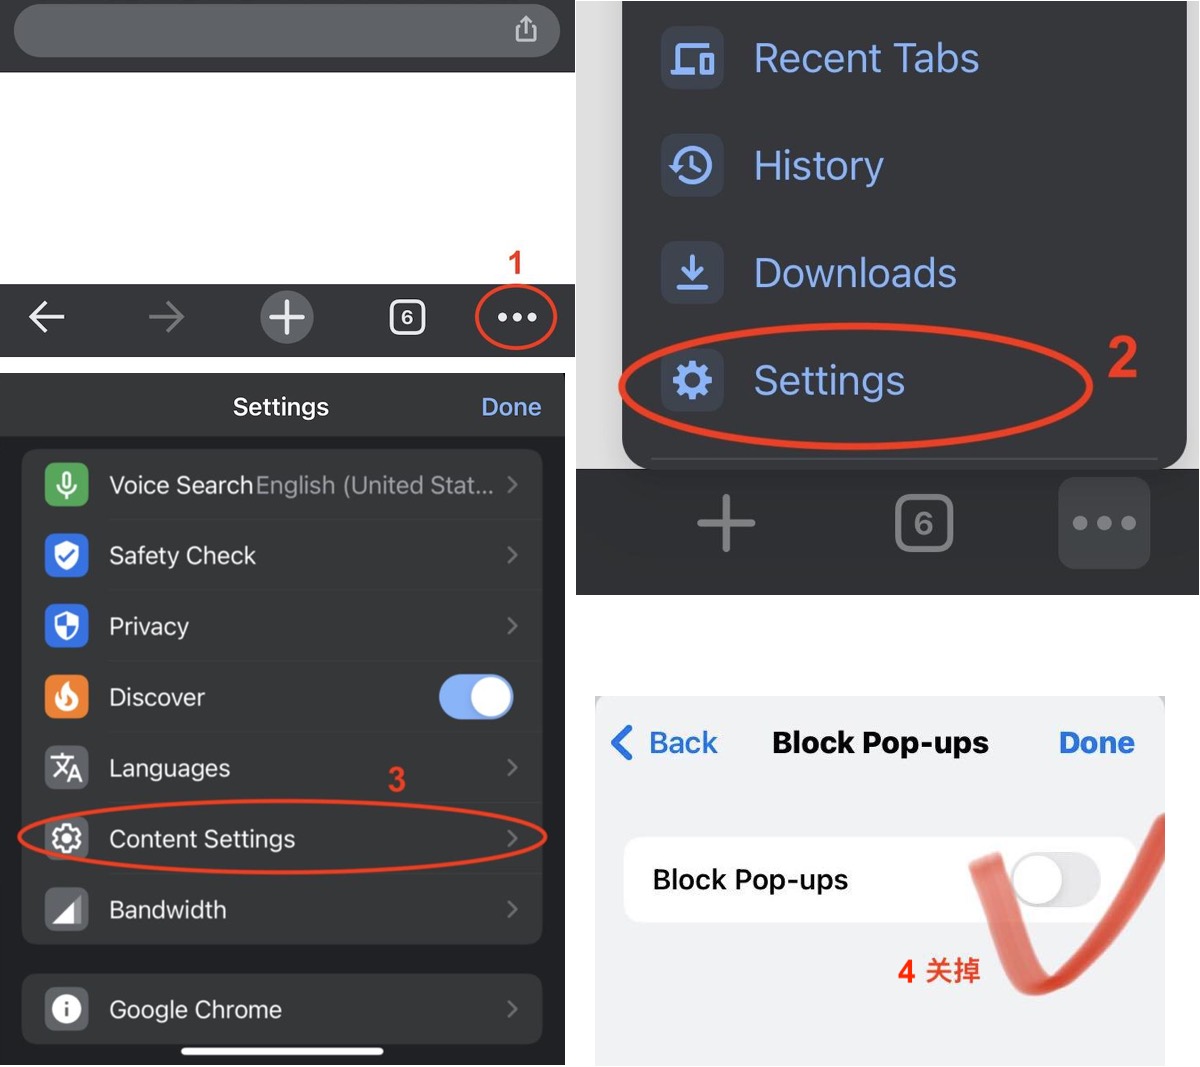 1
6
Recent Tabs
History
Downloads
Settings
2
6
Settings
Done
Voice Search English (United Stat...
Safety Check
Privacy
Discover
Languages
3
Content Settings
Bandwidth
Google Chrome
Back
Block Pop-ups
Done
Block Pop-ups
4 关掉